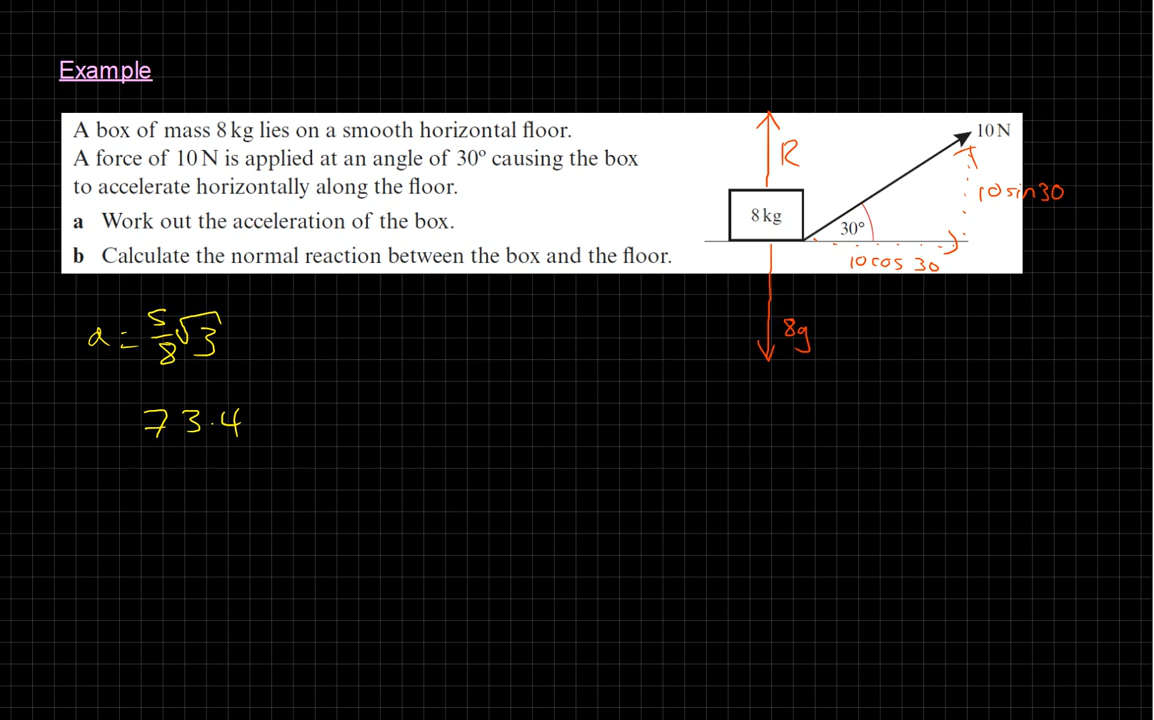 Example
A box of mass 8 kg lies on a smooth horizontal floor.
A force of 10 N is applied at an angle of 30° causing the box
to accelerate horizontally along the floor.
a Work out the acceleration of the box.
b Calculate the normal reaction between the box and the floor.
R
10 N
10 sin 30
8 kg
30°
10 cos 30
8g
a = 5/8 √3
73.4